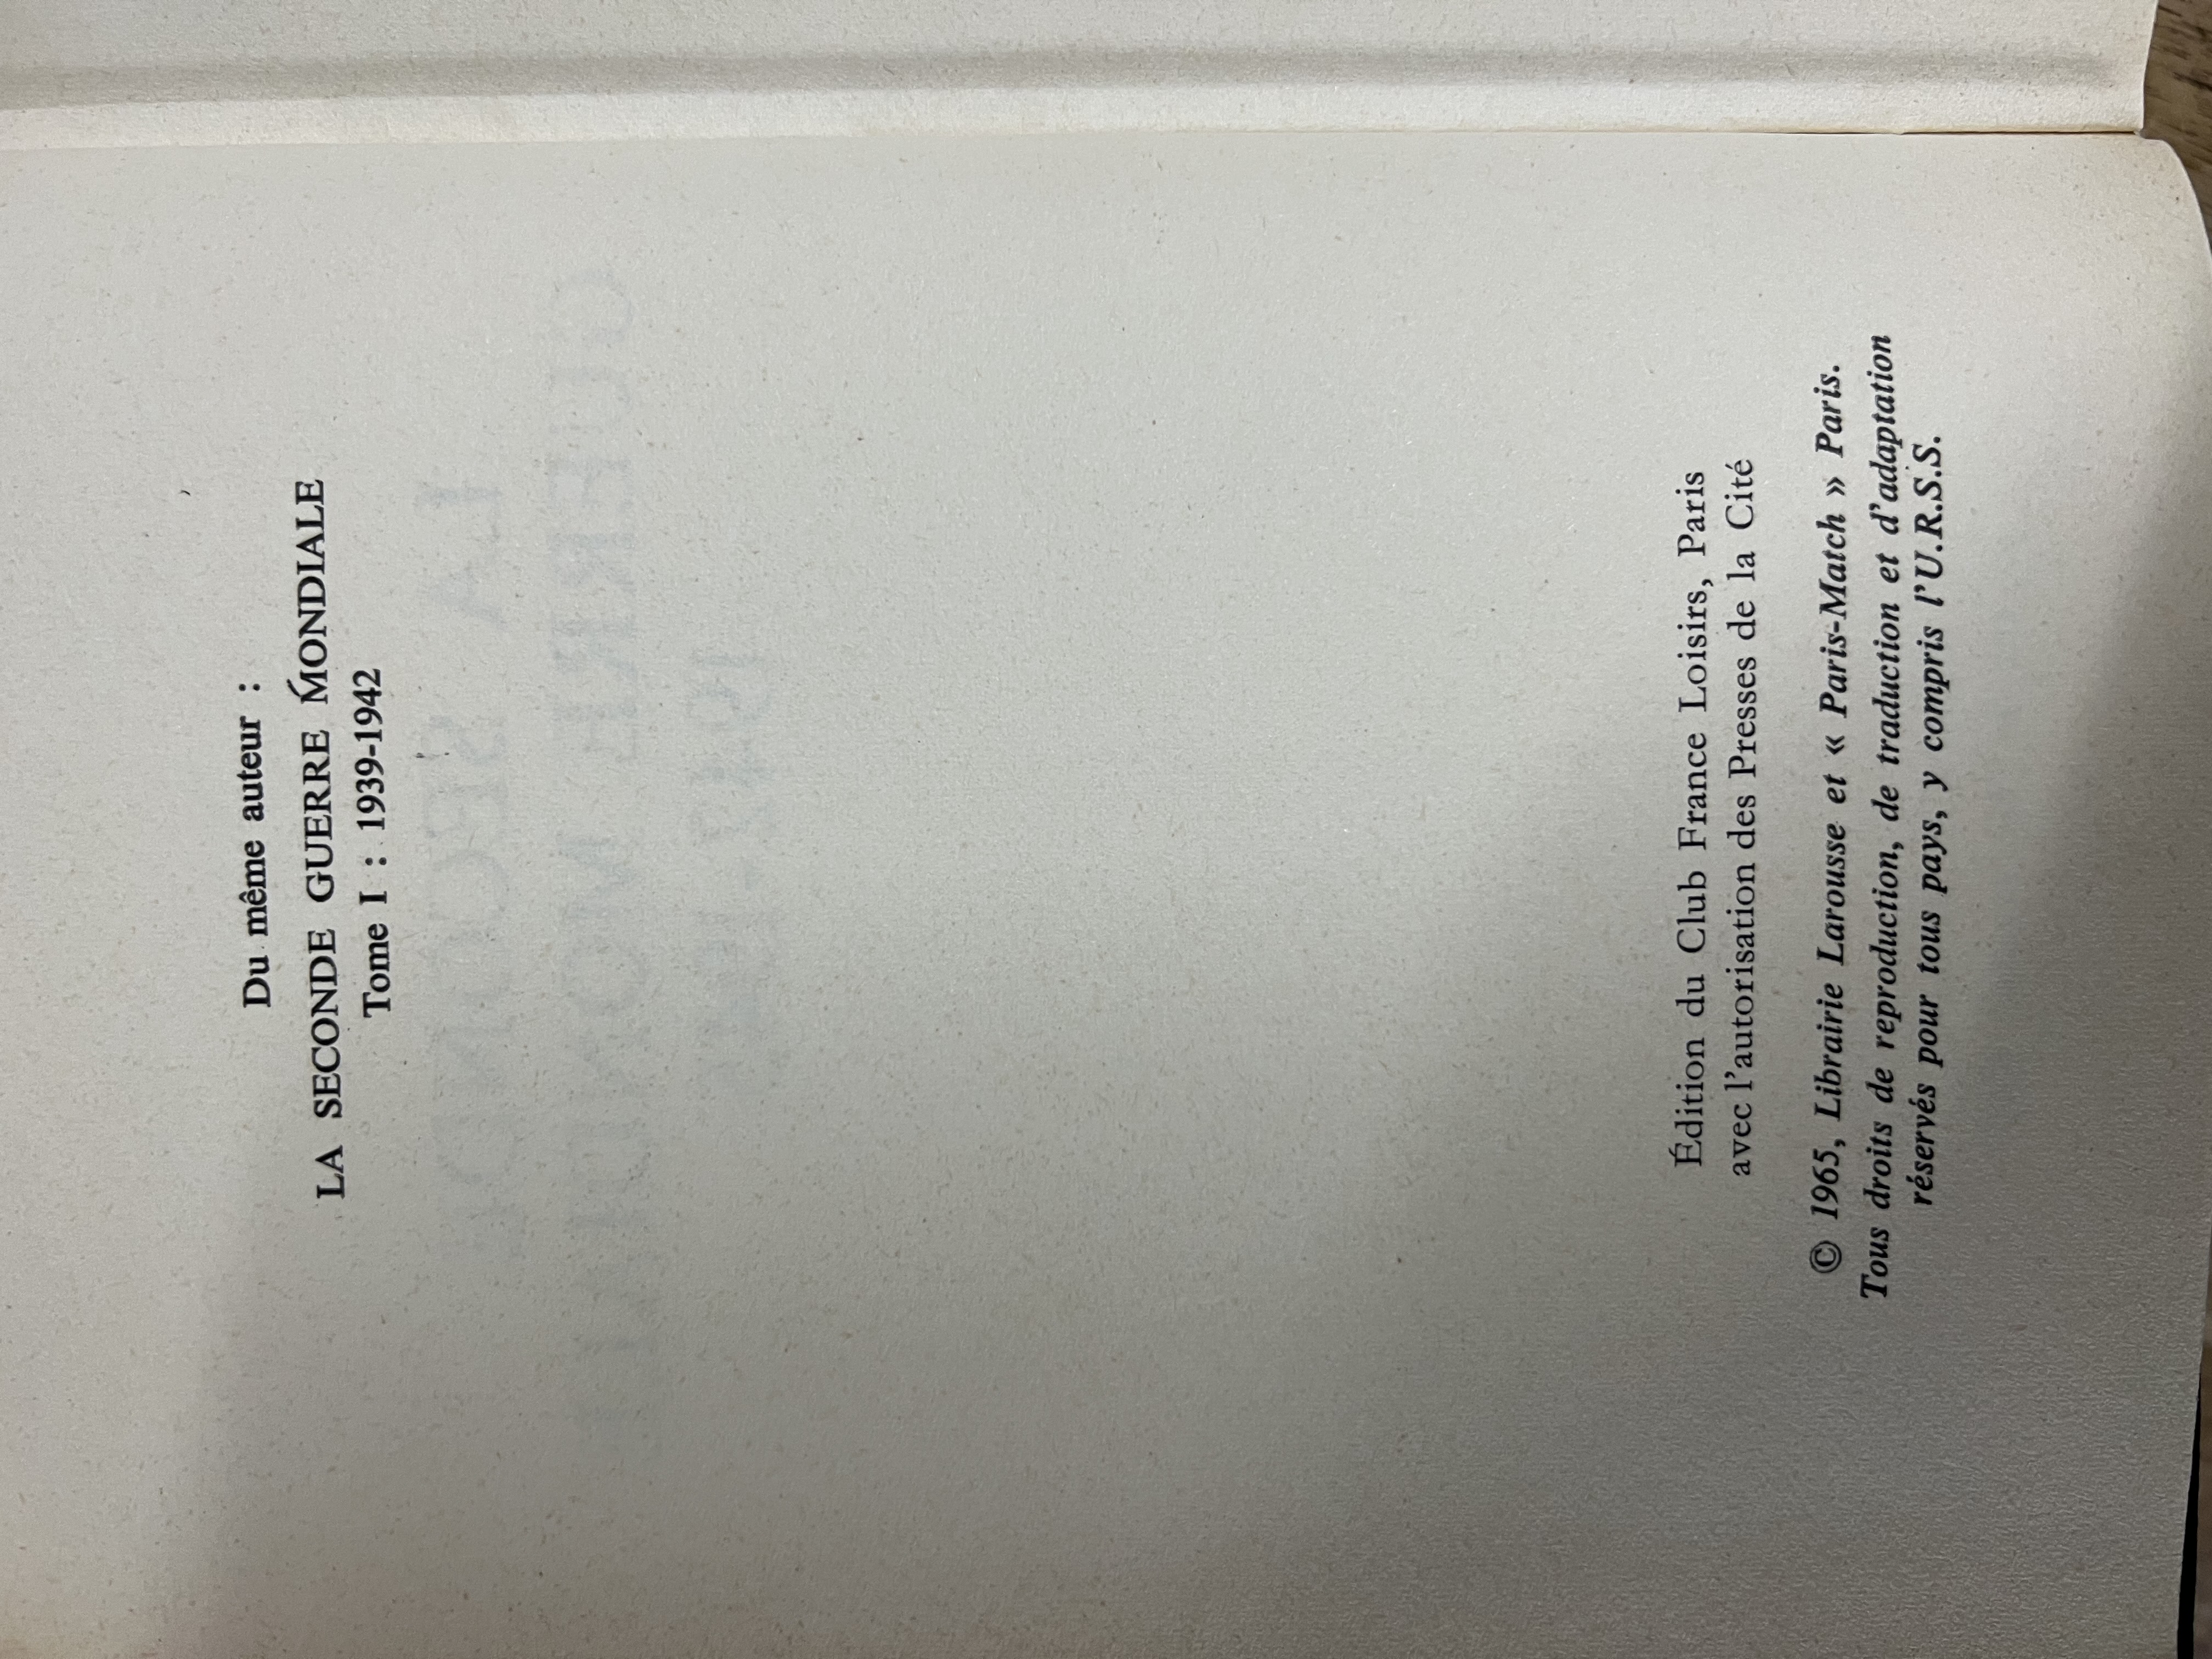 Du même auteur :
LA SECONDE GUERRE MONDIALE
Tome I : 1939-1942
Édition du Club France Loisirs, Paris
avec l'autorisation des Presses de la Cité
© 1965, Librairie Larousse et « Paris-Match » Paris.
Tous droits de reproduction, de traduction et d'adaptation
réservés pour tous pays, y compris l'U.R.S.S.